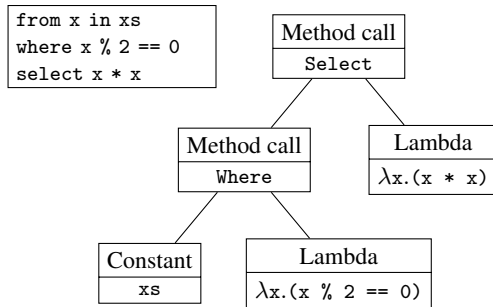 from x in xs
where x % 2 == 0
select x * x
Method call
Select
Method call
Where
Lambda
λx.(x * x)
Constant
xs
Lambda
λx.(x % 2 == 0)